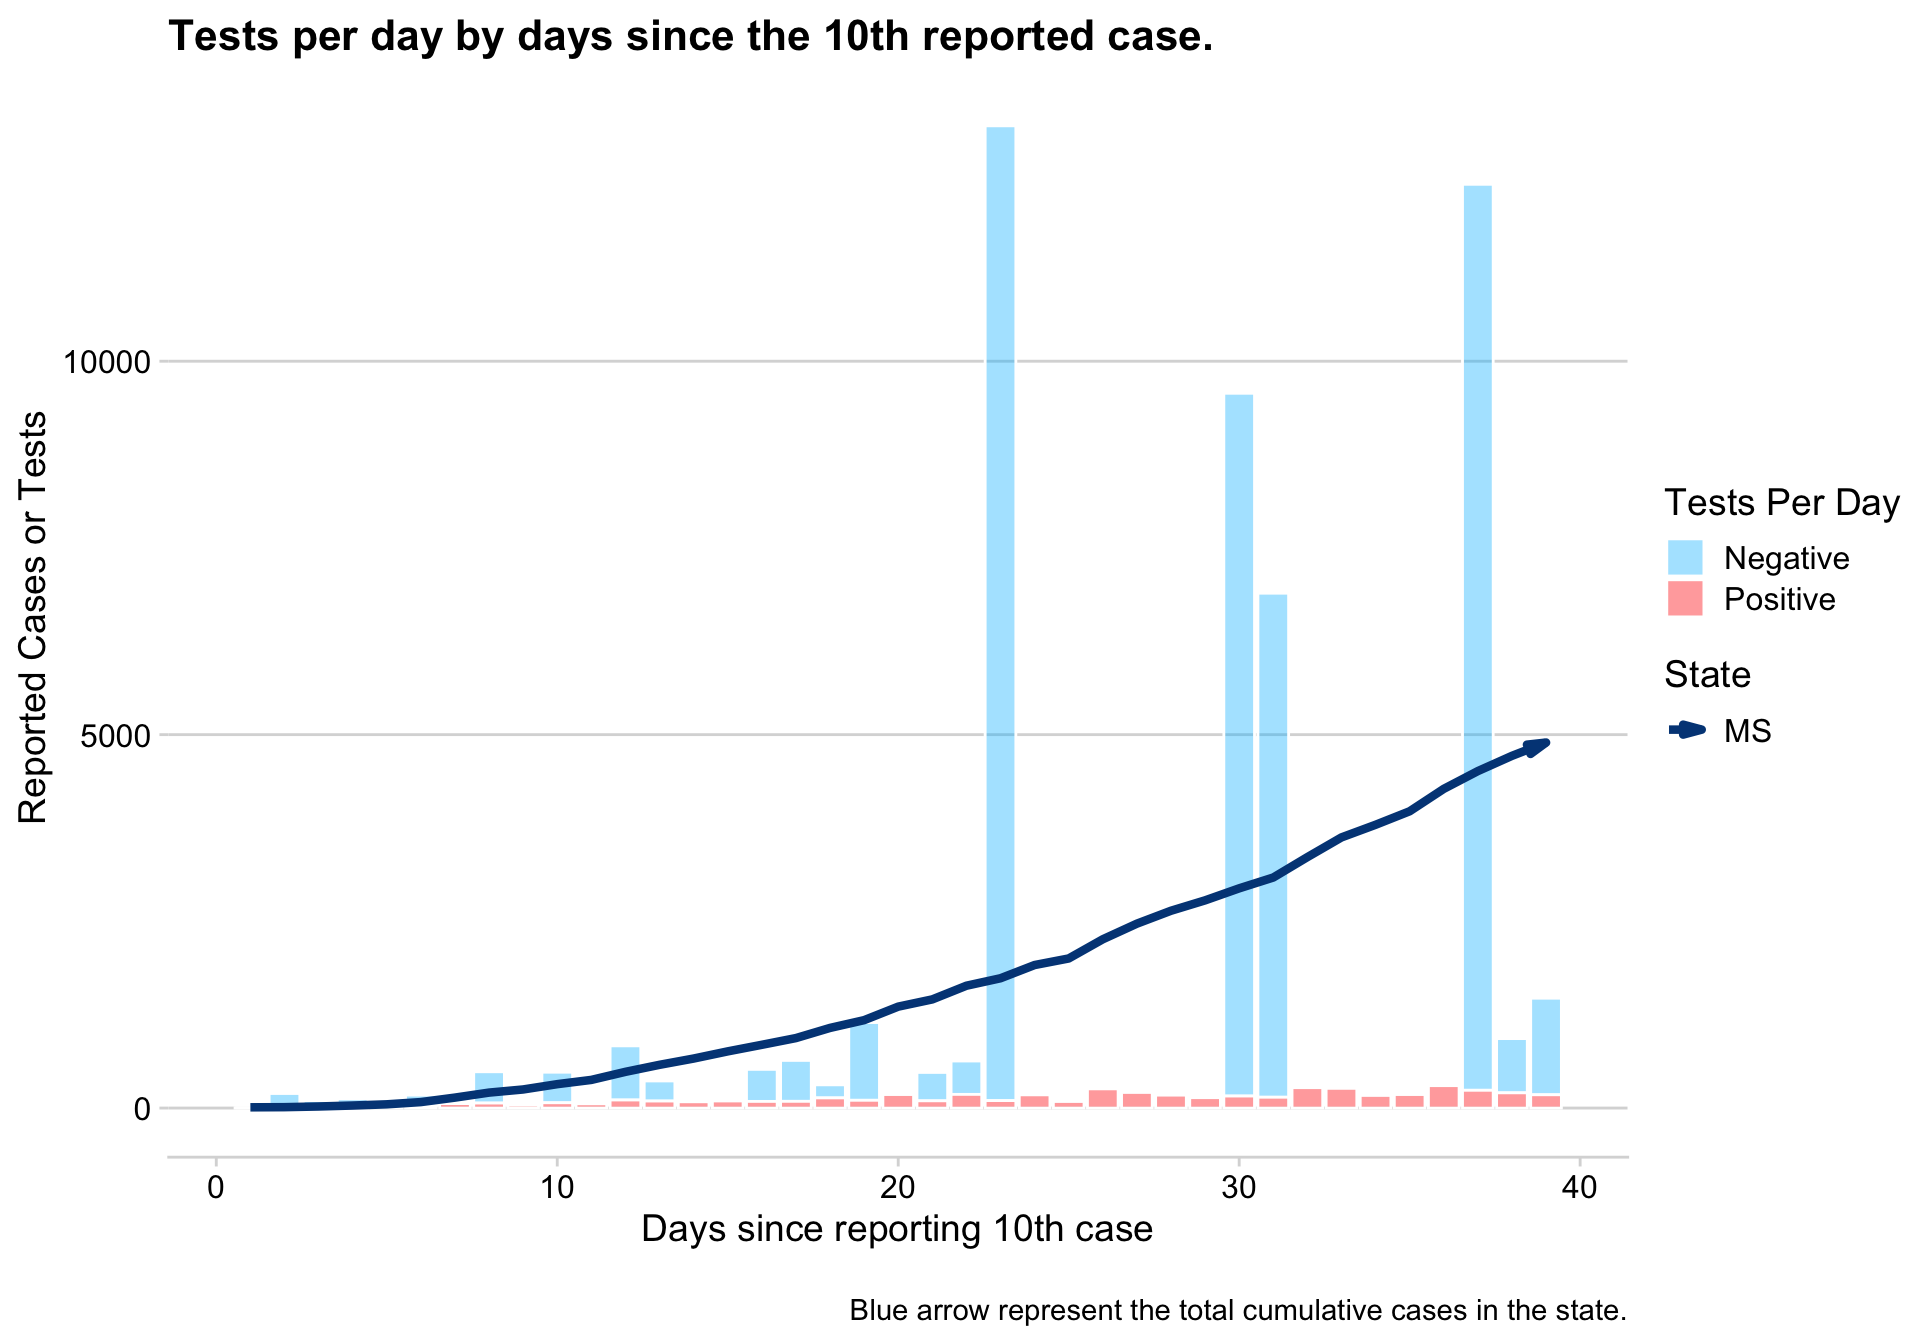 Tests per day by days since the 10th reported case.
10000
5000
0
Reported Cases or Tests
0 10 20 30 40
Days since reporting 10th case
Tests Per Day
Negative
Positive
State
MS
Blue arrow represent the total cumulative cases in the state.